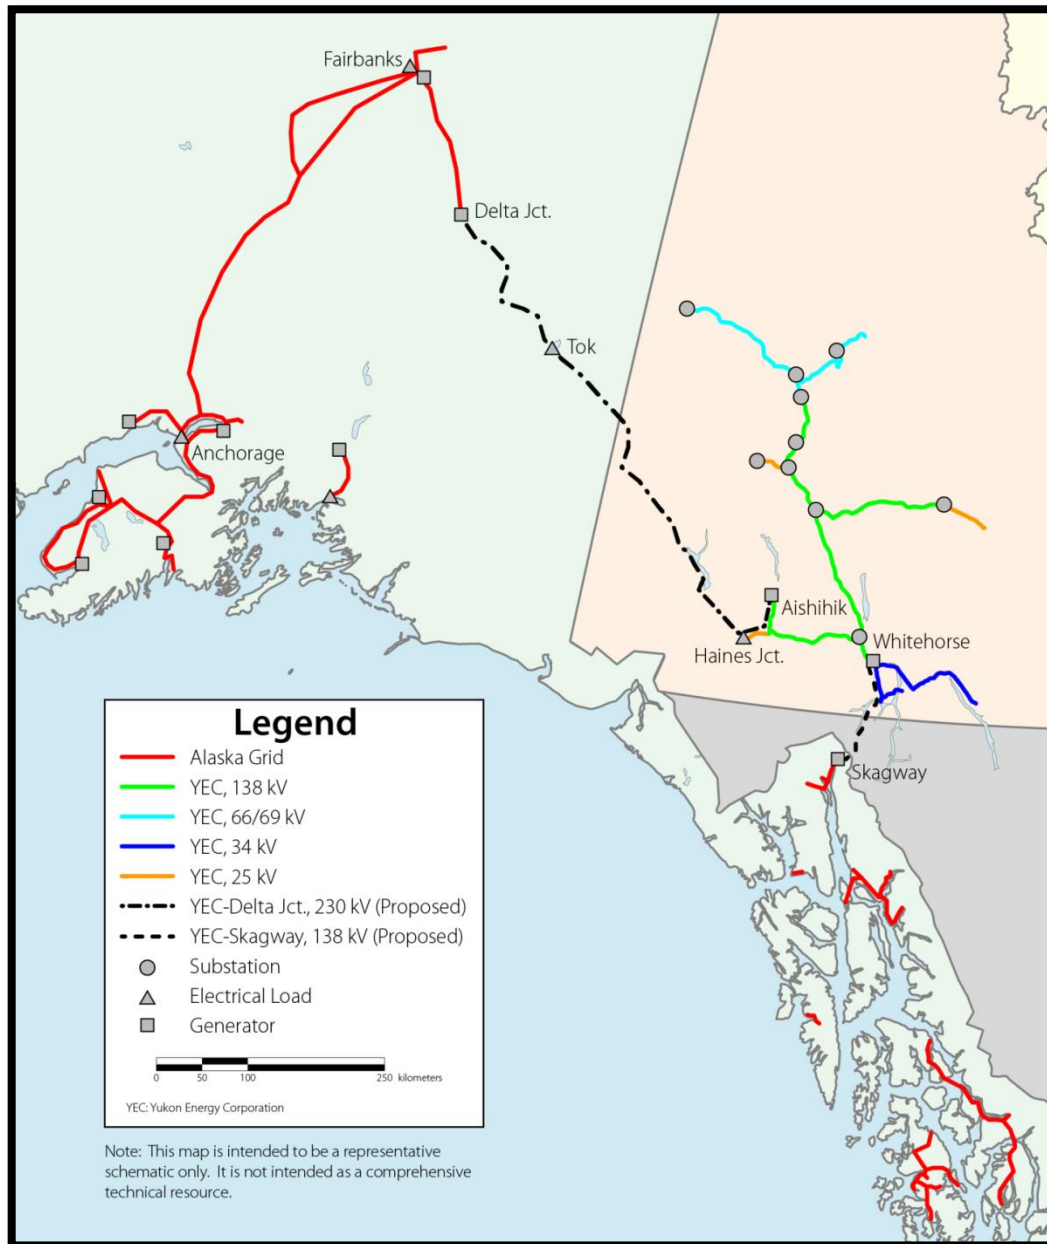 Fairbanks
Delta Jct.
Tok
Anchorage
Aishihik
Whitehorse
Haines Jct.
Skagway
Legend
Alaska Grid
YEC, 138 kV
YEC, 66/69 kV
YEC, 34 kV
YEC, 25 kV
YEC-Delta Jct., 230 kV (Proposed)
YEC-Skagway, 138 kV (Proposed)
Substation
Electrical Load
Generator
0 50 100 250 kilometers
YEC: Yukon Energy Corporation
Note: This map is intended to be a representative
schematic only. It is not intended as a comprehensive
technical resource.